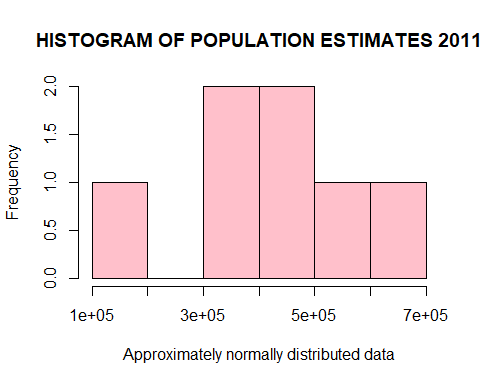 HISTOGRAM OF POPULATION ESTIMATES 2011
Frequency
2.0
1.5
1.0
0.5
0.0
1e+05 3e+05 5e+05 7e+05
Approximately normally distributed data